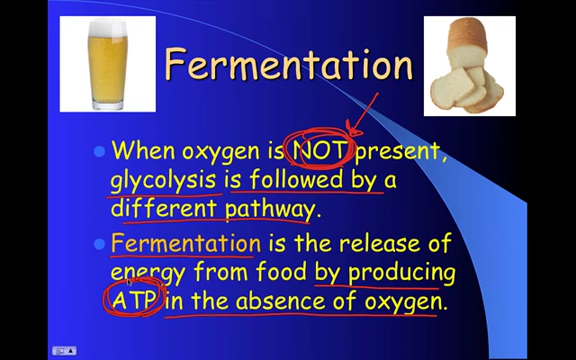 Fermentation
When oxygen is NOT present,
glycolysis is followed by a
different pathway.
Fermentation is the release of
energy from food by producing
ATP in the absence of oxygen.